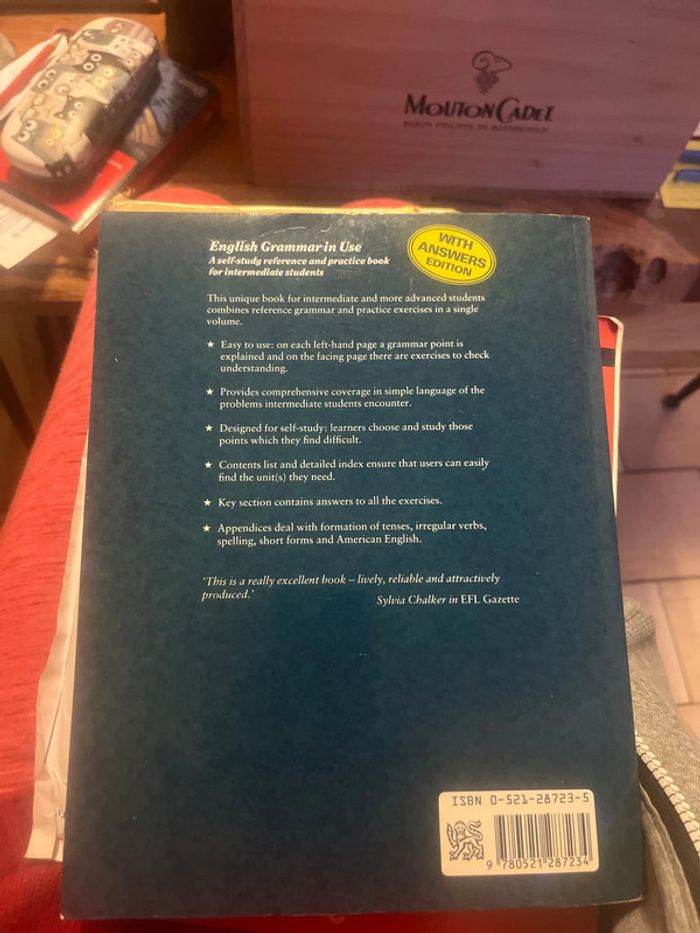 MOUTON CADET
BARON PHILIPPE DE ROTHSCHILD
English Grammar in Use
A self-study reference and practice book
for intermediate students
WITH
ANSWERS
EDITION
This unique book for intermediate and more advanced students
combines reference grammar and practice exercises in a single
volume.
★ Easy to use: on each left-hand page a grammar point is
explained and on the facing page there are exercises to check
understanding.
★ Provides comprehensive coverage in simple language of the
problems intermediate students encounter.
★ Designed for self-study: learners choose and study those
points which they find difficult.
★ Contents list and detailed index ensure that users can easily
find the unit(s) they need.
★ Key section contains answers to all the exercises.
★ Appendices deal with formation of tenses, irregular verbs,
spelling, short forms and American English.
'This is a really excellent book – lively, reliable and attractively
produced.'
Sylvia Chalker in EFL Gazette
ISBN 0-521-28723-5
9 780521 287234